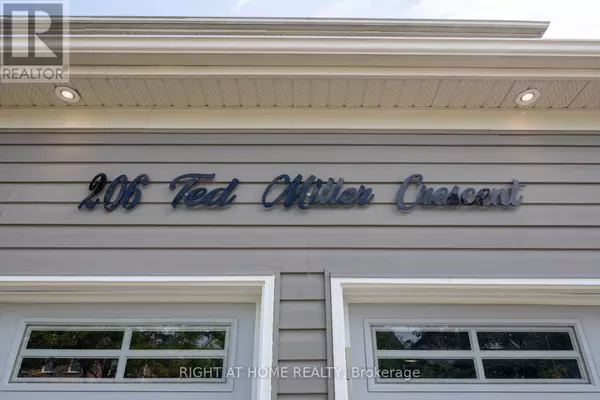 R
REALTOR
206 Ted Miller Crescent
RIGHT AT HOME REALTY, Brokerage